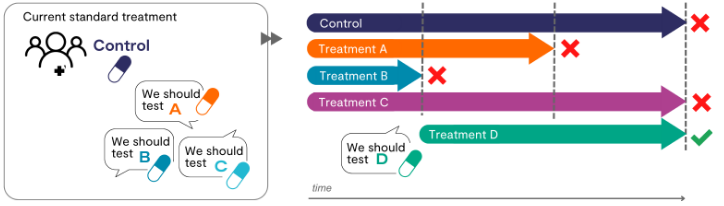 Current standard treatment
Control
We should
test A
We should
test B
We should
test C
Control
Treatment A
Treatment B
Treatment C
Treatment D
We should
test D
time